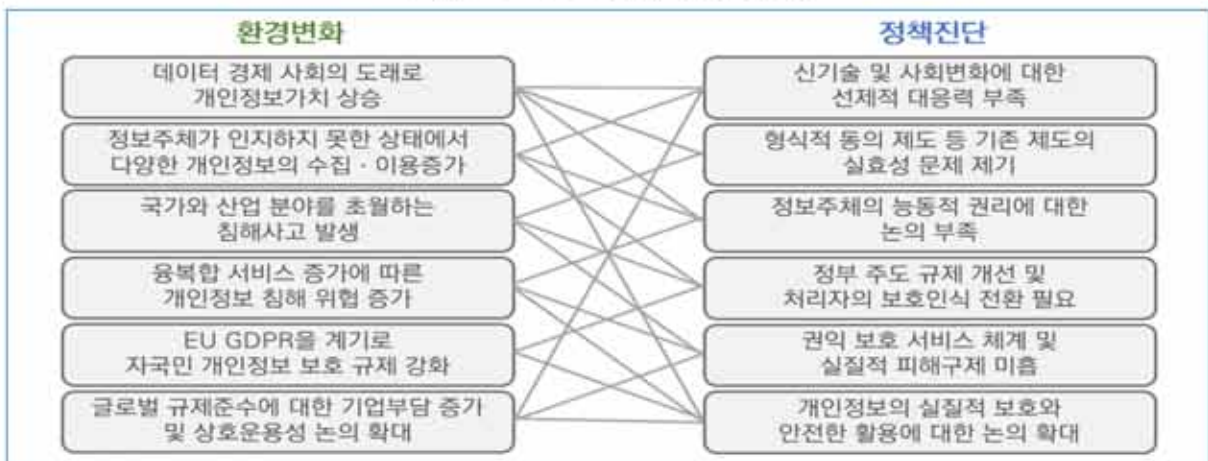 환경변화
데이터 경제 사회의 도래로
개인정보가치 상승
정보주체가 인지하지 못한 상태에서
다양한 개인정보의 수집 · 이용증가
국가와 산업 분야를 초월하는
침해사고 발생
융복합 서비스 증가에 따른
개인정보 침해 위협 증가
EU GDPR을 계기로
자국민 개인정보 보호 규제 강화
글로벌 규제준수에 대한 기업부담 증가
및 상호운용성 논의 확대
정책진단
신기술 및 사회변화에 대한
선제적 대응력 부족
형식적 동의 제도 등 기존 제도의
실효성 문제 제기
정보주체의 능동적 권리에 대한
논의 부족
정부 주도 규제 개선 및
처리자의 보호인식 전환 필요
권익 보호 서비스 체계 및
실질적 피해구제 미흡
개인정보의 실질적 보호와
안전한 활용에 대한 논의 확대